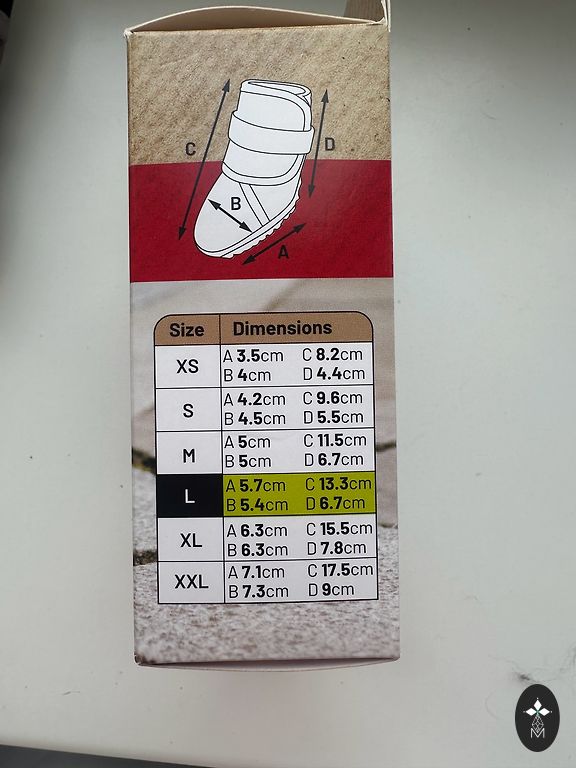 C
D
B
A
Size Dimensions
XS A 3.5cm C 8.2cm
B 4cm D 4.4cm
S A 4.2cm C 9.6cm
B 4.5cm D 5.5cm
M A 5cm C 11.5cm
B 5cm D 6.7cm
L A 5.7cm C 13.3cm
B 5.4cm D 6.7cm
XL A 6.3cm C 15.5cm
B 6.3cm D 7.8cm
XXL A 7.1cm C 17.5cm
B 7.3cm D 9cm
M